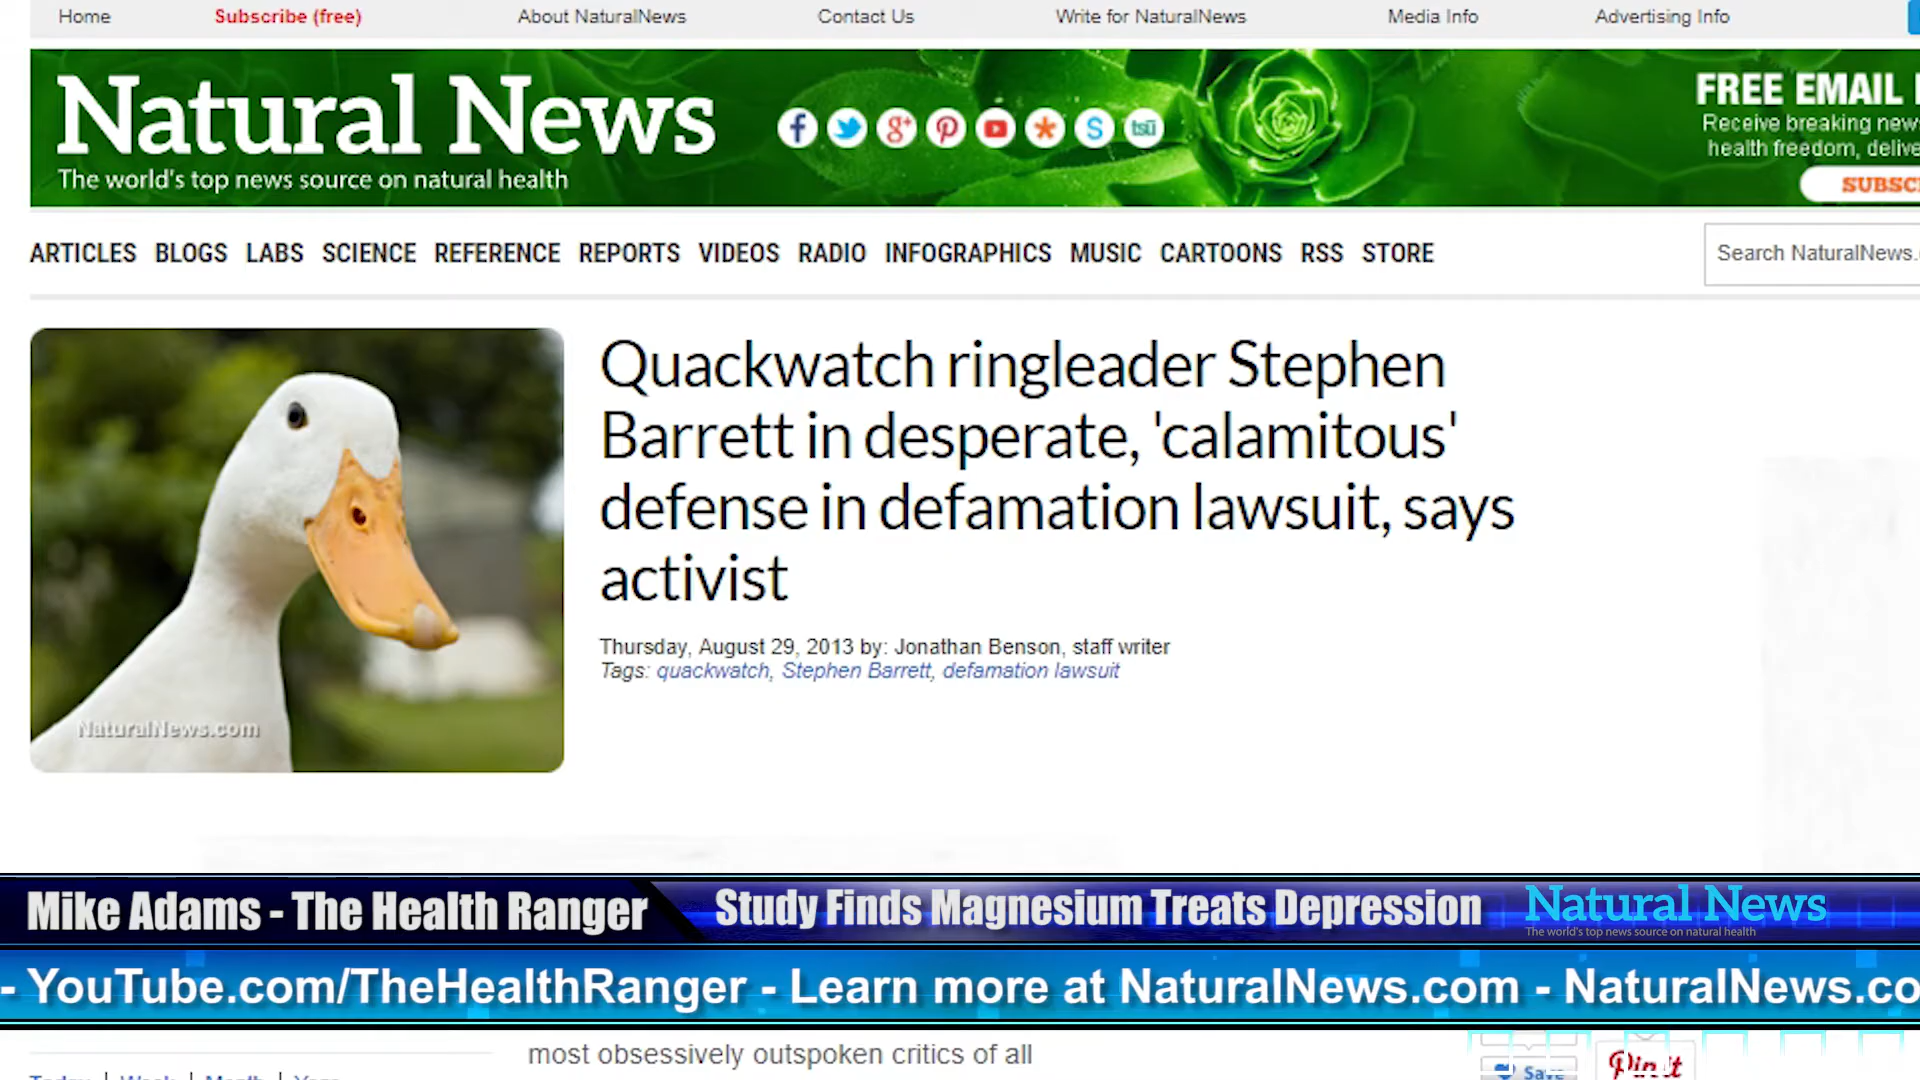 Home Subscribe (free) About NaturalNews Contact Us Write for NaturalNews Media Info Advertising Info
Natural News
The world's top news source on natural health
FREE EMAIL
Receive breaking news
health freedom, delive
SUBSC
ARTICLES BLOGS LABS SCIENCE REFERENCE REPORTS VIDEOS RADIO INFOGRAPHICS MUSIC CARTOONS RSS STORE
Search NaturalNews.
Quackwatch ringleader Stephen
Barrett in desperate, 'calamitous'
defense in defamation lawsuit, says
activist
Thursday, August 29, 2013 by: Jonathan Benson, staff writer
Tags: quackwatch, Stephen Barrett, defamation lawsuit
NaturalNews.com
Mike Adams - The Health Ranger
Study Finds Magnesium Treats Depression
Natural News
The world's top news source on natural health
- YouTube.com/TheHealthRanger - Learn more at NaturalNews.com - NaturalNews.co
most obsessively outspoken critics of all
Save
Pin it